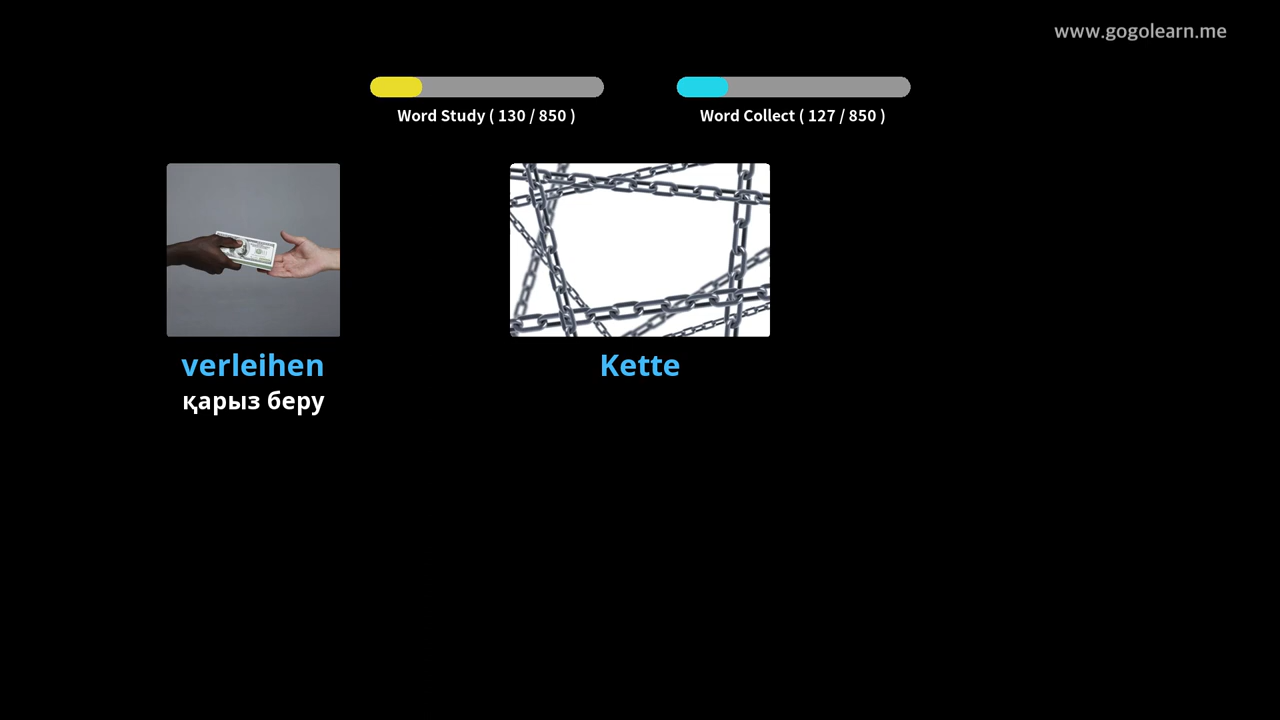 www.gogolearn.me
Word Study ( 130 / 850 )
Word Collect ( 127 / 850 )
verleihen
қарыз беру
Kette